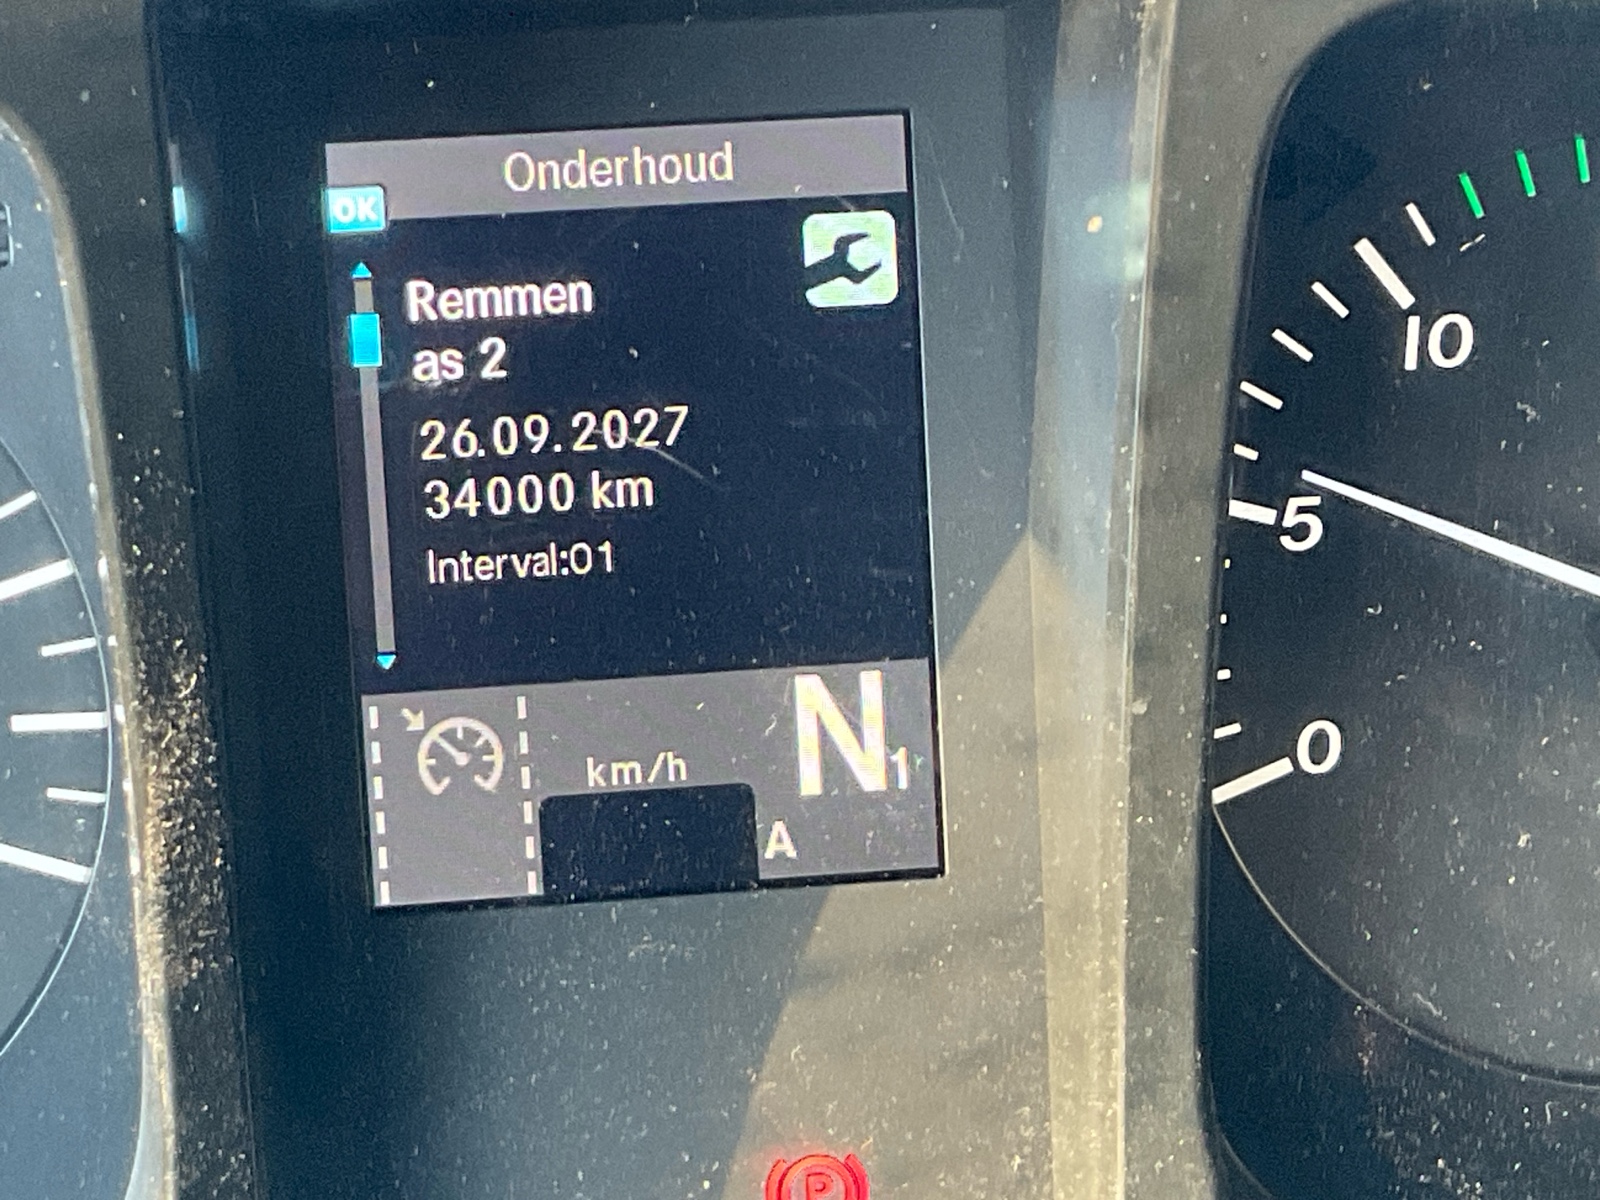 Onderhoud
OK
Remmen
as 2
26.09.2027
34000 km
Interval:01
km/h
N1
A
10
5
0
P